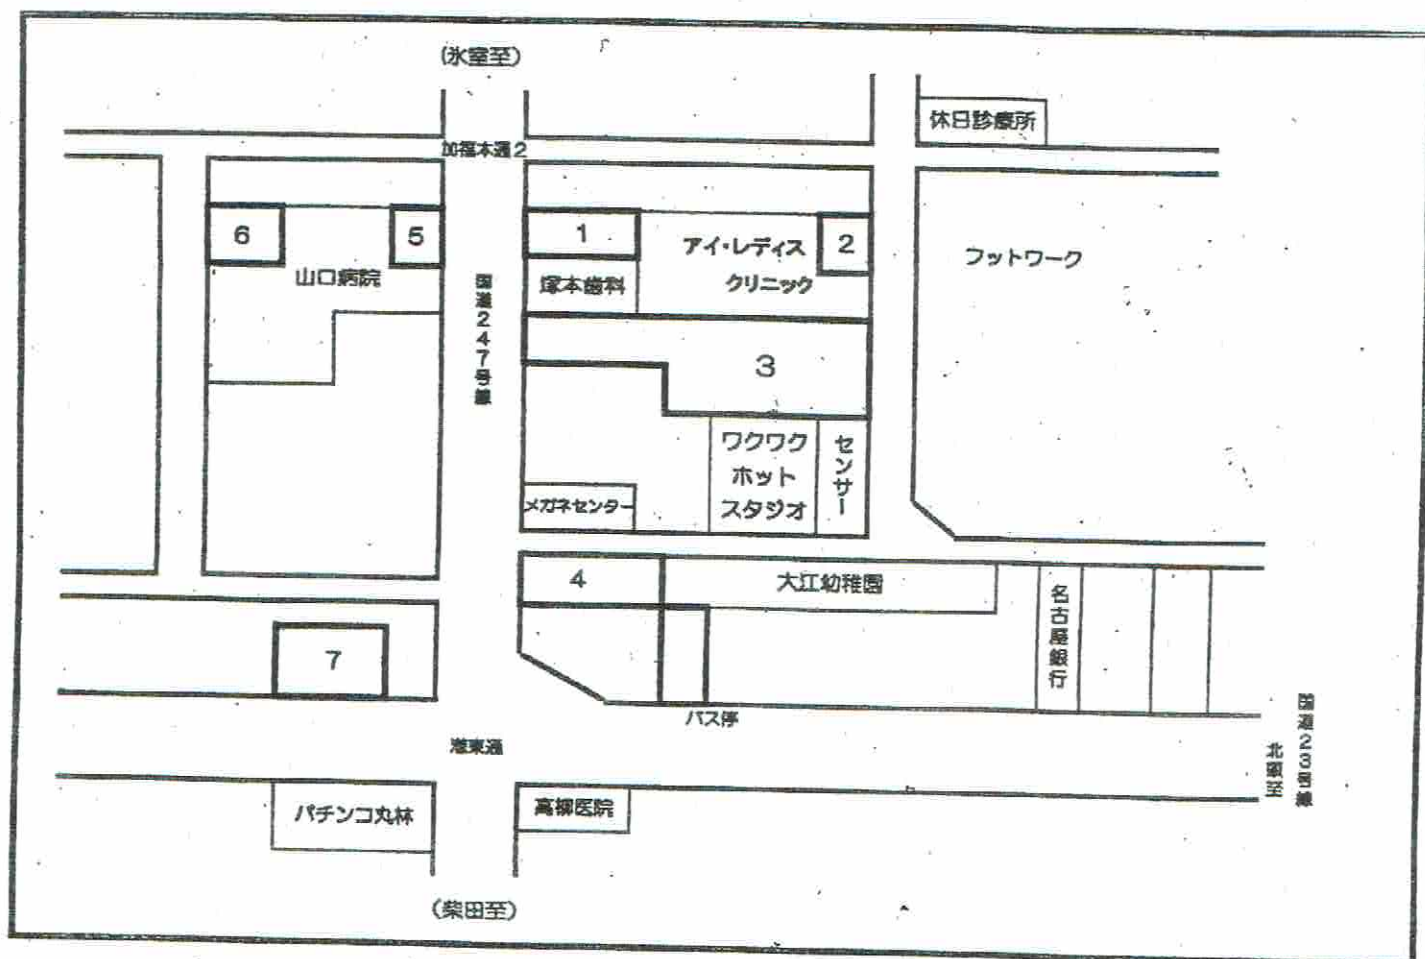 (氷室至)
休日診療所
加福本通2
6
5
1
アイ・レディス
クリニック
2
フットワーク
山口病院
塚本歯科
国道247号線
3
ワクワク
ホット
スタジオ
センサー
メガネセンター
4
大江幼稚園
名古屋銀行
7
バス停
港東通
国道23号線
北頭至
パチンコ丸林
高柳医院
(柴田至)